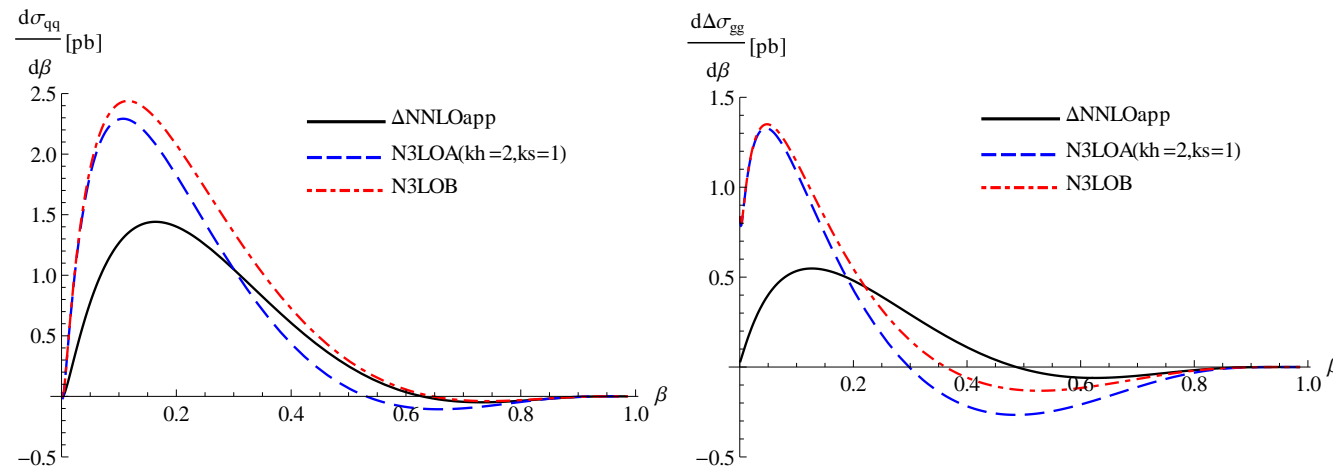 dσqq
dβ
[pb]
2.5
2.0
1.5
1.0
0.5
−0.5
0.2
0.4
0.6
0.8
1.0
β
ΔNNLOapp
N3LOA(kh=2,ks=1)
N3LOB
dΔσgg
dβ
[pb]
1.5
1.0
0.5
−0.5
0.2
0.4
0.6
0.8
1.0
β
ΔNNLOapp
N3LOA(kh=2,ks=1)
N3LOB